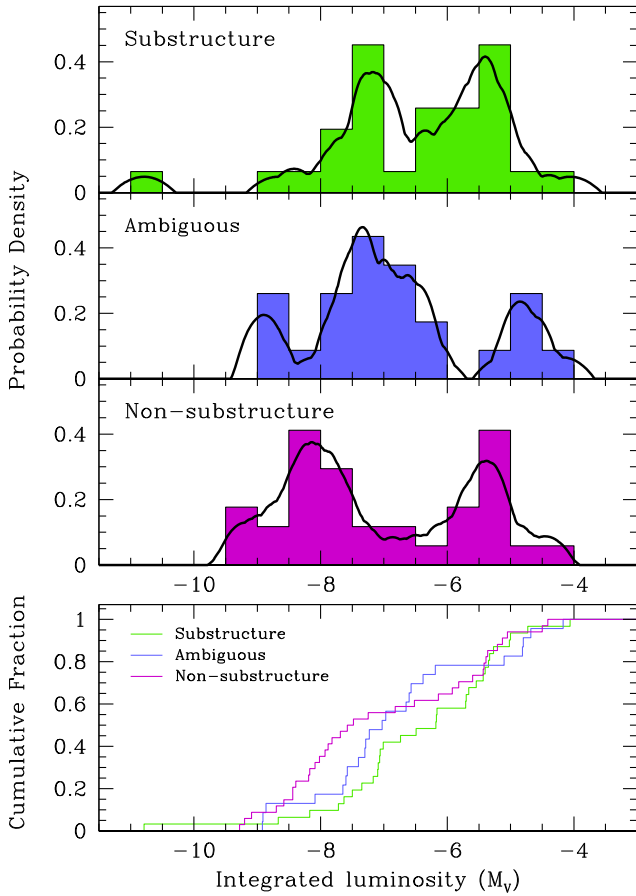 Substructure
0.4
0.2
0
Ambiguous
0.4
0.2
0
Probability Density
Non-substructure
0.4
0.2
0
−10 −8 −6 −4
1
0.8
0.6
0.4
0.2
0
Cumulative Fraction
Substructure
Ambiguous
Non-substructure
−10 −8 −6 −4
Integrated luminosity (M_V)